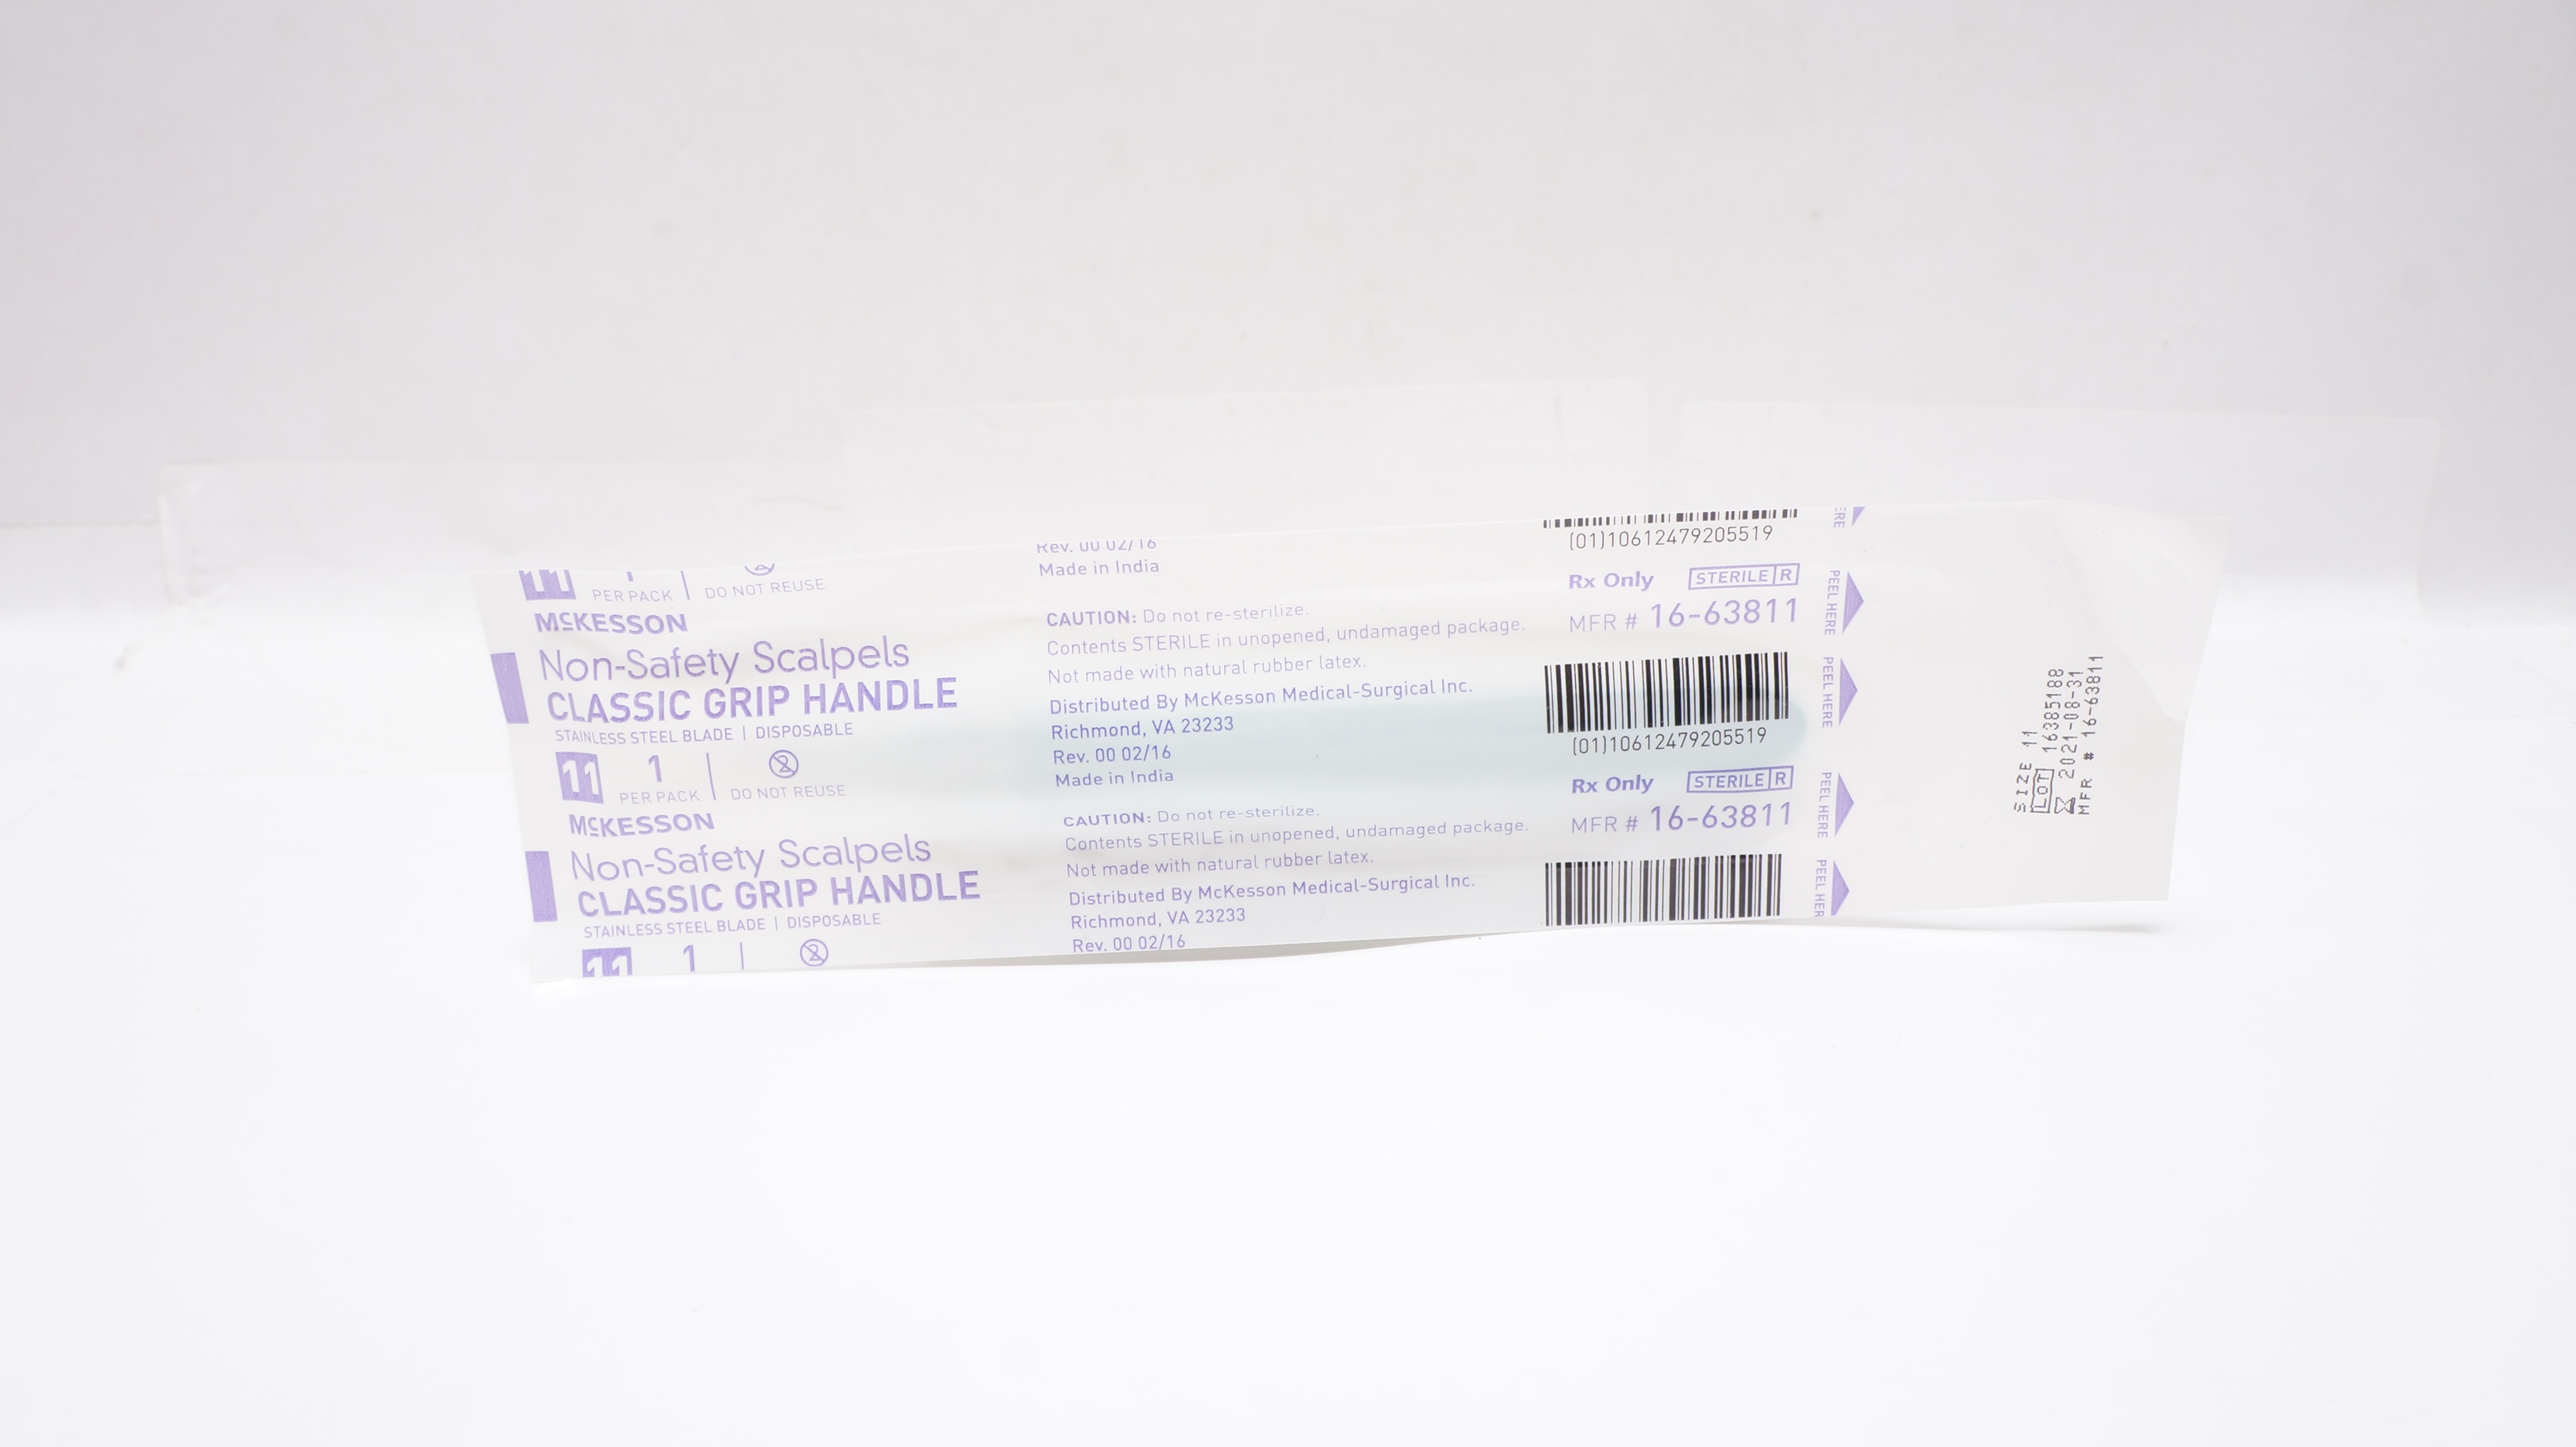 11
PER PACK DO NOT REUSE
McKESSON
Non-Safety Scalpels
CLASSIC GRIP HANDLE
STAINLESS STEEL BLADE | DISPOSABLE
11 1
PER PACK DO NOT REUSE
McKESSON
Non-Safety Scalpels
CLASSIC GRIP HANDLE
STAINLESS STEEL BLADE | DISPOSABLE
11 1
Rev. 00 02/16
Made in India
CAUTION: Do not re-sterilize.
Contents STERILE in unopened, undamaged package.
Not made with natural rubber latex.
Distributed By McKesson Medical-Surgical Inc.
Richmond, VA 23233
Rev. 00 02/16
Made in India
CAUTION: Do not re-sterilize.
Contents STERILE in unopened, undamaged package.
Not made with natural rubber latex.
Distributed By McKesson Medical-Surgical Inc.
Richmond, VA 23233
Rev. 00 02/16
(01)10612479205519
Rx Only STERILE R
MFR # 16-63811
(01)10612479205519
Rx Only STERILE R
MFR # 16-63811
ERE
PEEL HERE
PEEL HERE
PEEL HERE
PEEL HER
SIZE 11
LOT 16385188
2021-08-31
MFR # 16-63811